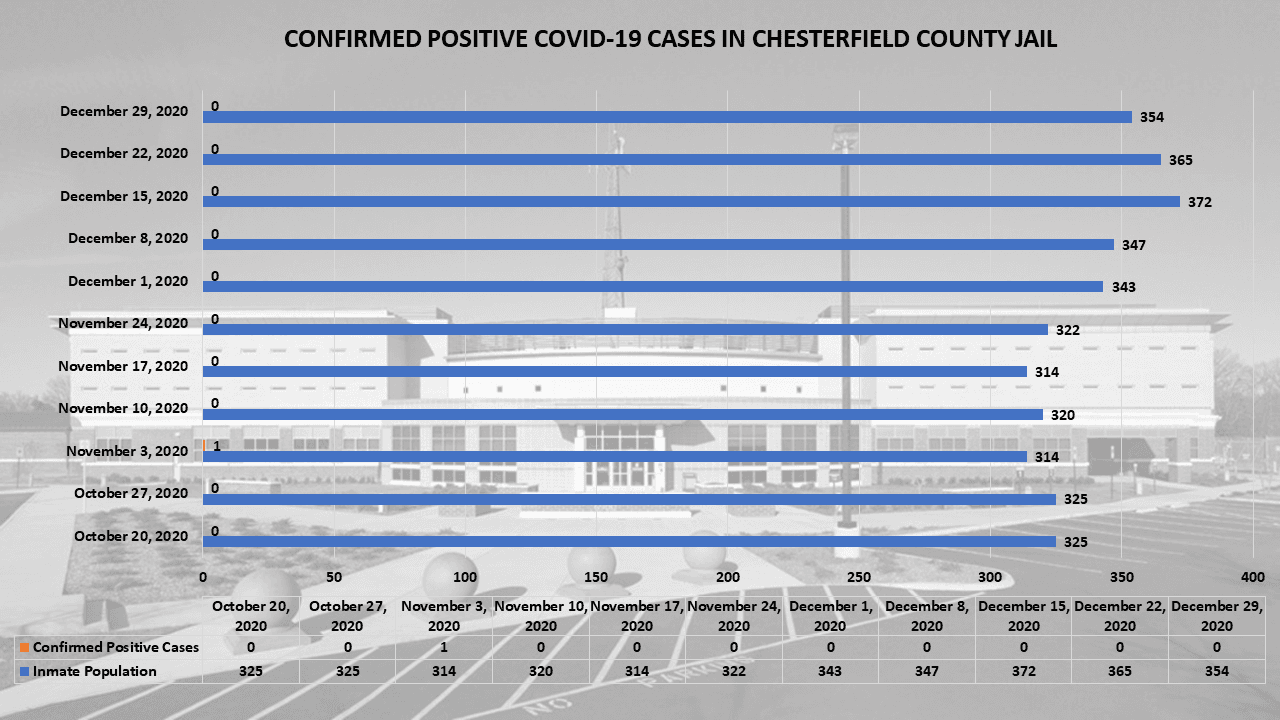 CONFIRMED POSITIVE COVID-19 CASES IN CHESTERFIELD COUNTY JAIL
December 29, 2020 0 354
December 22, 2020 0 365
December 15, 2020 0 372
December 8, 2020 0 347
December 1, 2020 0 343
November 24, 2020 0 322
November 17, 2020 0 314
November 10, 2020 0 320
November 3, 2020 1 314
October 27, 2020 0 325
October 20, 2020 0 325
0 50 100 150 200 250 300 350 400
October 20, October 27, November 3, November 10, November 17, November 24, December 1, December 8, December 15, December 22, December 29,
2020 2020 2020 2020 2020 2020 2020 2020 2020 2020 2020
Confirmed Positive Cases 0 0 1 0 0 0 0 0 0 0 0
Inmate Population 325 325 314 320 314 322 343 347 372 365 354
NO PARKING